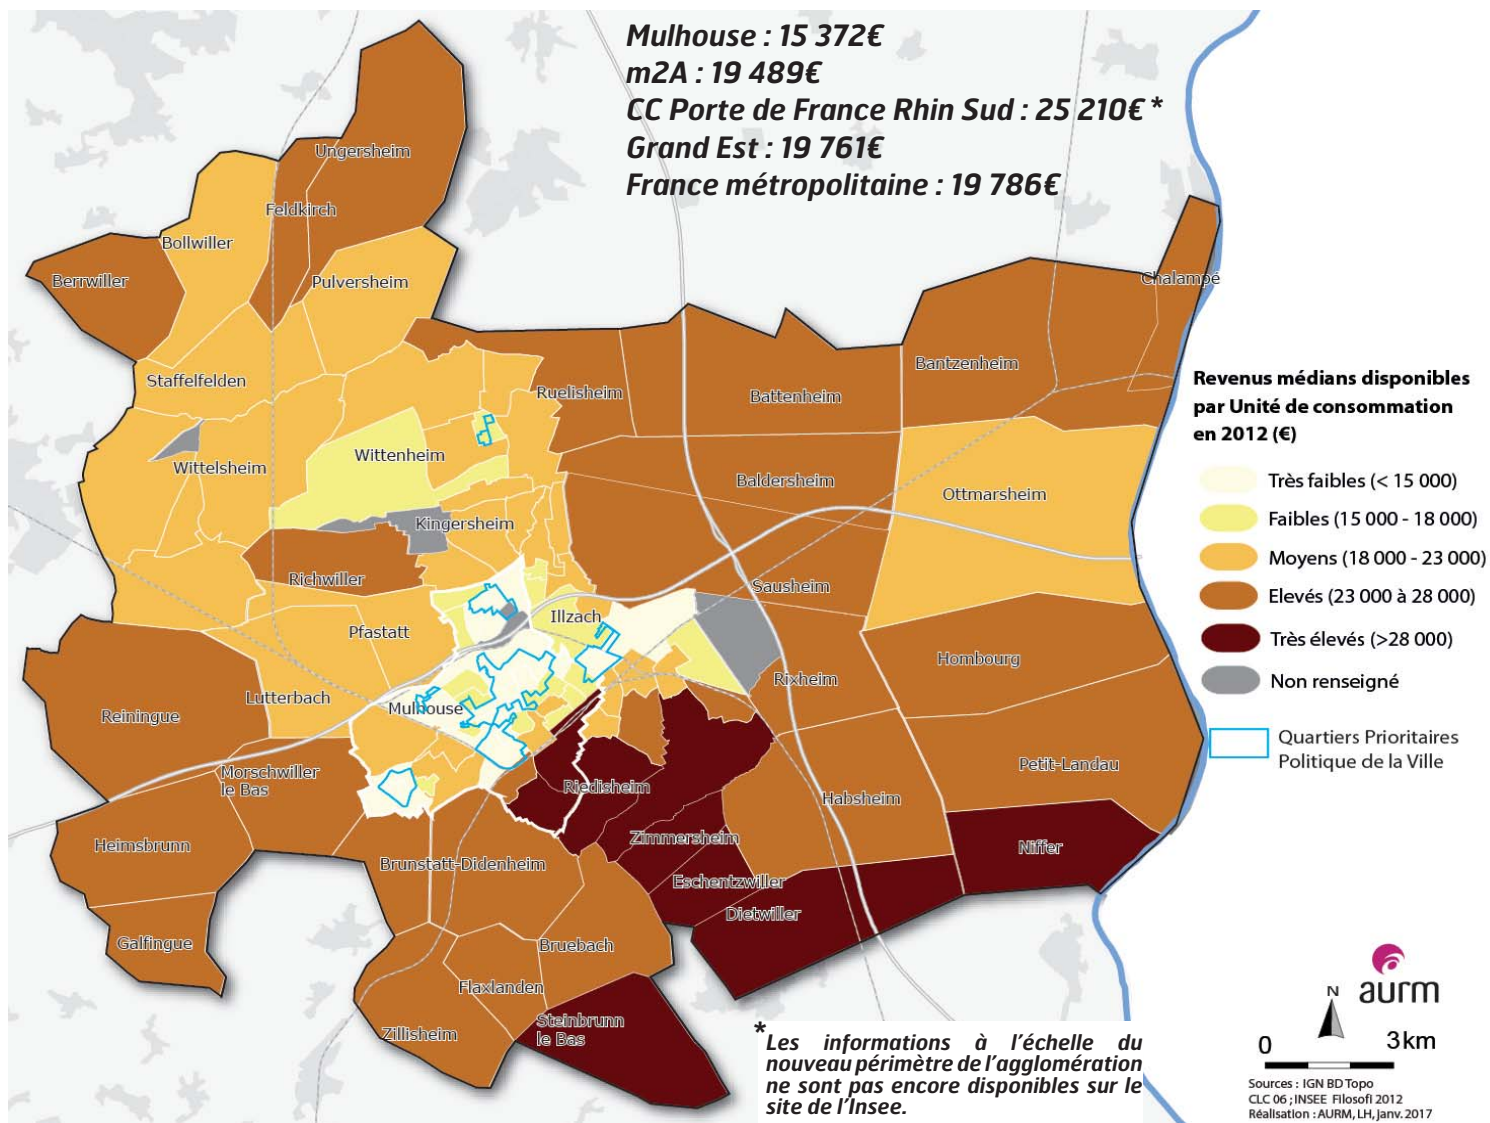 Mulhouse : 15 372€
m2A : 19 489€
CC Porte de France Rhin Sud : 25 210€ *
Grand Est : 19 761€
France métropolitaine : 19 786€
Ungersheim
Feldkirch
Bollwiller
Berrwiller
Pulversheim
Chalampé
Staffelfelden
Ruelisheim
Battenheim
Bantzenheim
Wittelsheim
Wittenheim
Baldersheim
Ottmarsheim
Kingersheim
Richwiller
Sausheim
Illzach
Pfastatt
Hombourg
Rixheim
Lutterbach
Mulhouse
Reiningue
Morschwiller
le Bas
Riedisheim
Habsheim
Petit-Landau
Heimsbrunn
Zimmersheim
Niffer
Brunstatt-Didenheim
Eschentzwiller
Dietwiller
Galfingue
Bruebach
Flaxlanden
Zillisheim
Steinbrunn
le Bas
Revenus médians disponibles
par Unité de consommation
en 2012 (€)
Très faibles (< 15 000)
Faibles (15 000 - 18 000)
Moyens (18 000 - 23 000)
Elevés (23 000 à 28 000)
Très élevés (>28 000)
Non renseigné
Quartiers Prioritaires
Politique de la Ville
*Les informations à l'échelle du
nouveau périmètre de l'agglomération
ne sont pas encore disponibles sur le
site de l'Insee.
aurm
N
0 3km
Sources : IGN BD Topo
CLC 06 ; INSEE Filosofi 2012
Réalisation : AURM, LH, Janv. 2017